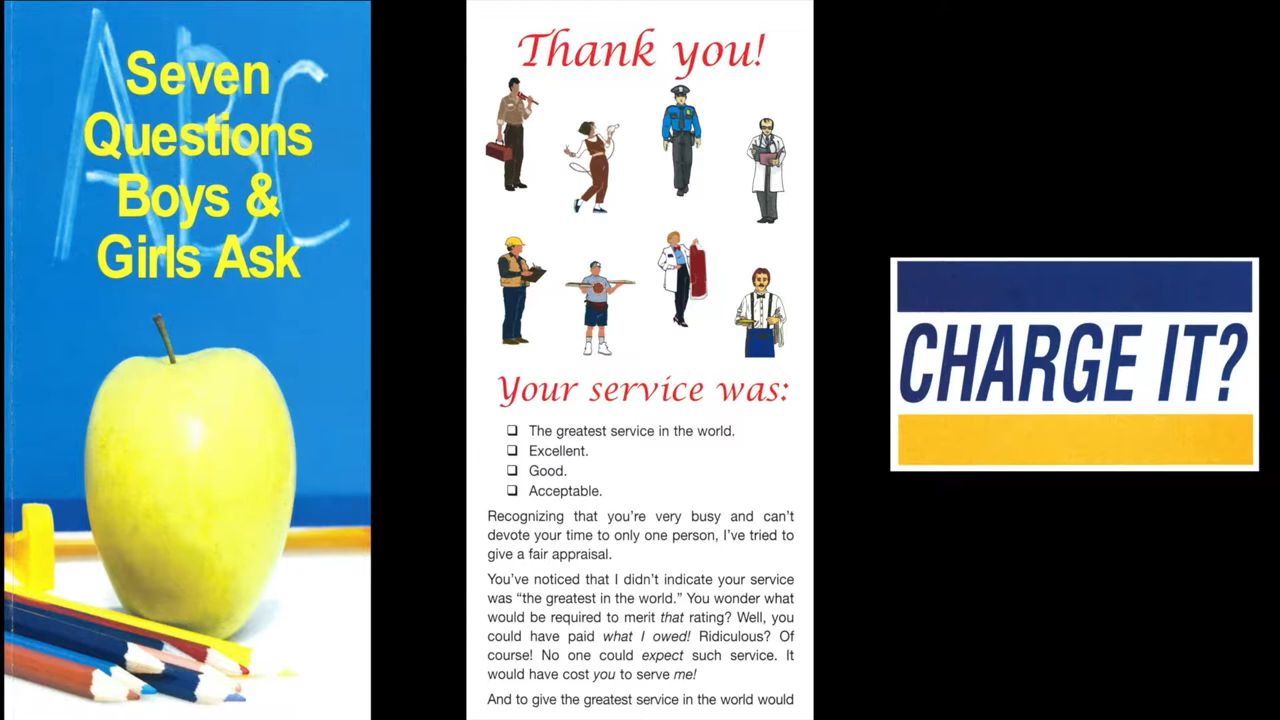 ABC
Seven
Questions
Boys &
Girls Ask
Thank you!
Your service was:
❑ The greatest service in the world.
❑ Excellent.
❑ Good.
❑ Acceptable.
Recognizing that you're very busy and can't
devote your time to only one person, I've tried to
give a fair appraisal.
You've noticed that I didn't indicate your service
was "the greatest in the world." You wonder what
would be required to merit that rating? Well, you
could have paid what I owed! Ridiculous? Of
course! No one could expect such service. It
would have cost you to serve me!
And to give the greatest service in the world would
CHARGE IT?